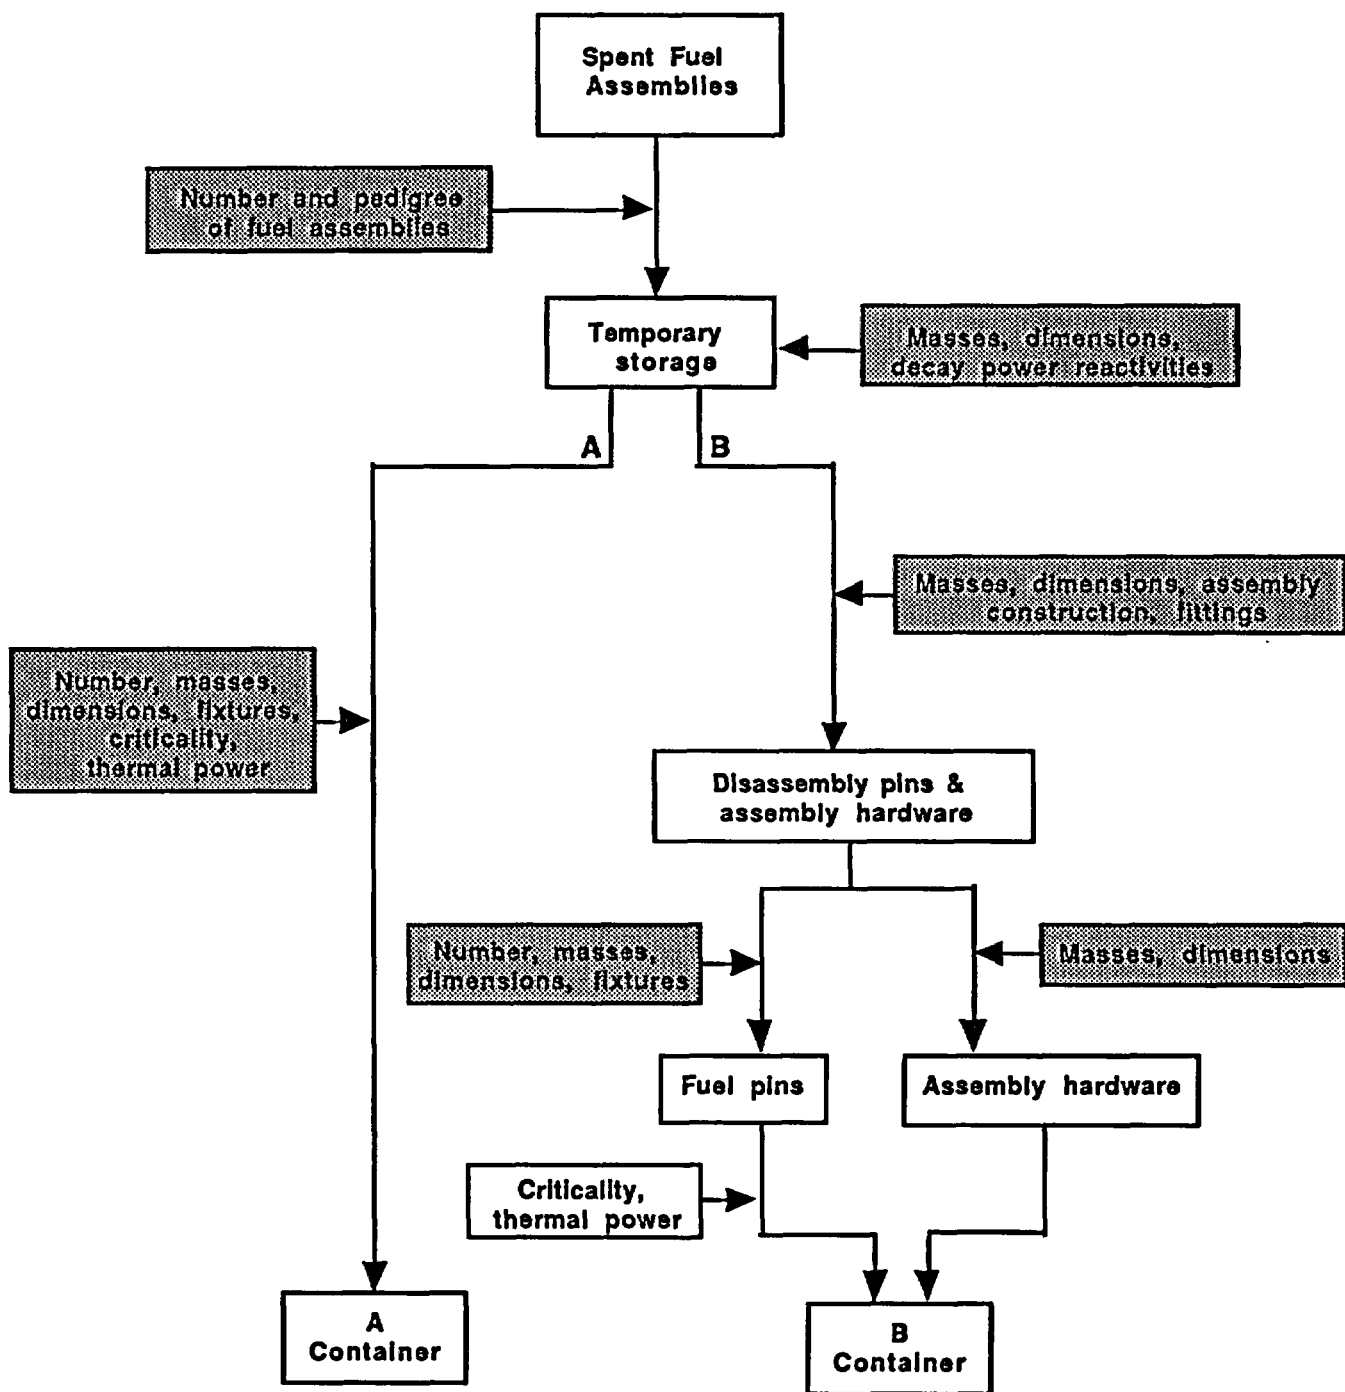 Spent Fuel
Assemblies
Number and pedigree
of fuel assemblies
Temporary
storage
Masses, dimensions,
decay power reactivities
A
B
Masses, dimensions, assembly
construction, fittings
Number, masses,
dimensions, fixtures,
criticality,
thermal power
Disassembly pins &
assembly hardware
Number, masses,
dimensions, fixtures
Masses, dimensions
Fuel pins
Assembly hardware
Criticality,
thermal power
A
Container
B
Container